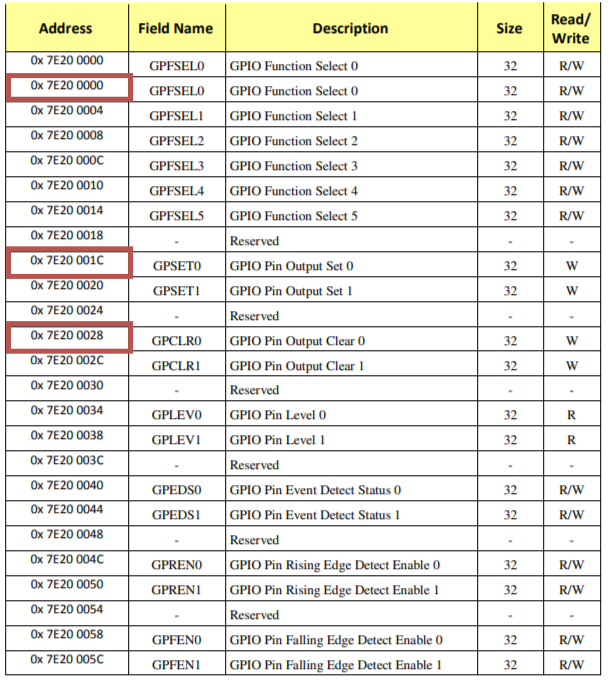 Address Field Name Description Size Read/
Write
0x 7E20 0000 GPFSEL0 GPIO Function Select 0 32 R/W
0x 7E20 0000 GPFSEL0 GPIO Function Select 0 32 R/W
0x 7E20 0004 GPFSEL1 GPIO Function Select 1 32 R/W
0x 7E20 0008 GPFSEL2 GPIO Function Select 2 32 R/W
0x 7E20 000C GPFSEL3 GPIO Function Select 3 32 R/W
0x 7E20 0010 GPFSEL4 GPIO Function Select 4 32 R/W
0x 7E20 0014 GPFSEL5 GPIO Function Select 5 32 R/W
0x 7E20 0018 - Reserved - -
0x 7E20 001C GPSET0 GPIO Pin Output Set 0 32 W
0x 7E20 0020 GPSET1 GPIO Pin Output Set 1 32 W
0x 7E20 0024 - Reserved - -
0x 7E20 0028 GPCLR0 GPIO Pin Output Clear 0 32 W
0x 7E20 002C GPCLR1 GPIO Pin Output Clear 1 32 W
0x 7E20 0030 - Reserved - -
0x 7E20 0034 GPLEV0 GPIO Pin Level 0 32 R
0x 7E20 0038 GPLEV1 GPIO Pin Level 1 32 R
0x 7E20 003C - Reserved - -
0x 7E20 0040 GPEDS0 GPIO Pin Event Detect Status 0 32 R/W
0x 7E20 0044 GPEDS1 GPIO Pin Event Detect Status 1 32 R/W
0x 7E20 0048 - Reserved - -
0x 7E20 004C GPREN0 GPIO Pin Rising Edge Detect Enable 0 32 R/W
0x 7E20 0050 GPREN1 GPIO Pin Rising Edge Detect Enable 1 32 R/W
0x 7E20 0054 - Reserved - -
0x 7E20 0058 GPFEN0 GPIO Pin Falling Edge Detect Enable 0 32 R/W
0x 7E20 005C GPFEN1 GPIO Pin Falling Edge Detect Enable 1 32 R/W